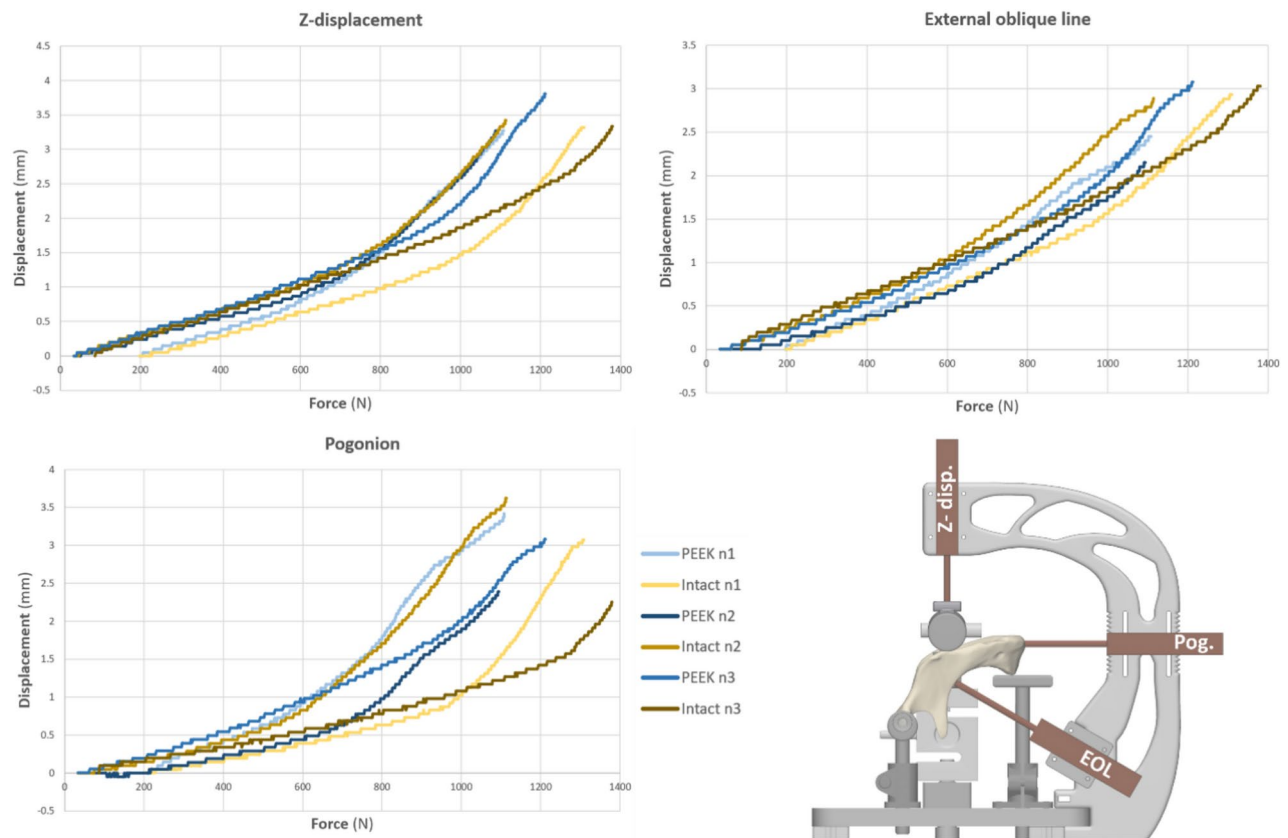 Z-displacement
4.5
4
3.5
3
2.5
2
1.5
1
0.5
0
-0.5
0 200 400 600 800 1000 1200 1400
Displacement (mm)
Force (N)
External oblique line
3.5
3
2.5
2
1.5
1
0.5
0
-0.5
0 200 400 600 800 1000 1200 1400
Displacement (mm)
Force (N)
Pogonion
4
3.5
3
2.5
2
1.5
1
0.5
0
-0.5
0 200 400 600 800 1000 1200 1400
Displacement (mm)
Force (N)
PEEK n1
Intact n1
PEEK n2
Intact n2
PEEK n3
Intact n3
Z- disp.
Pog.
EOL